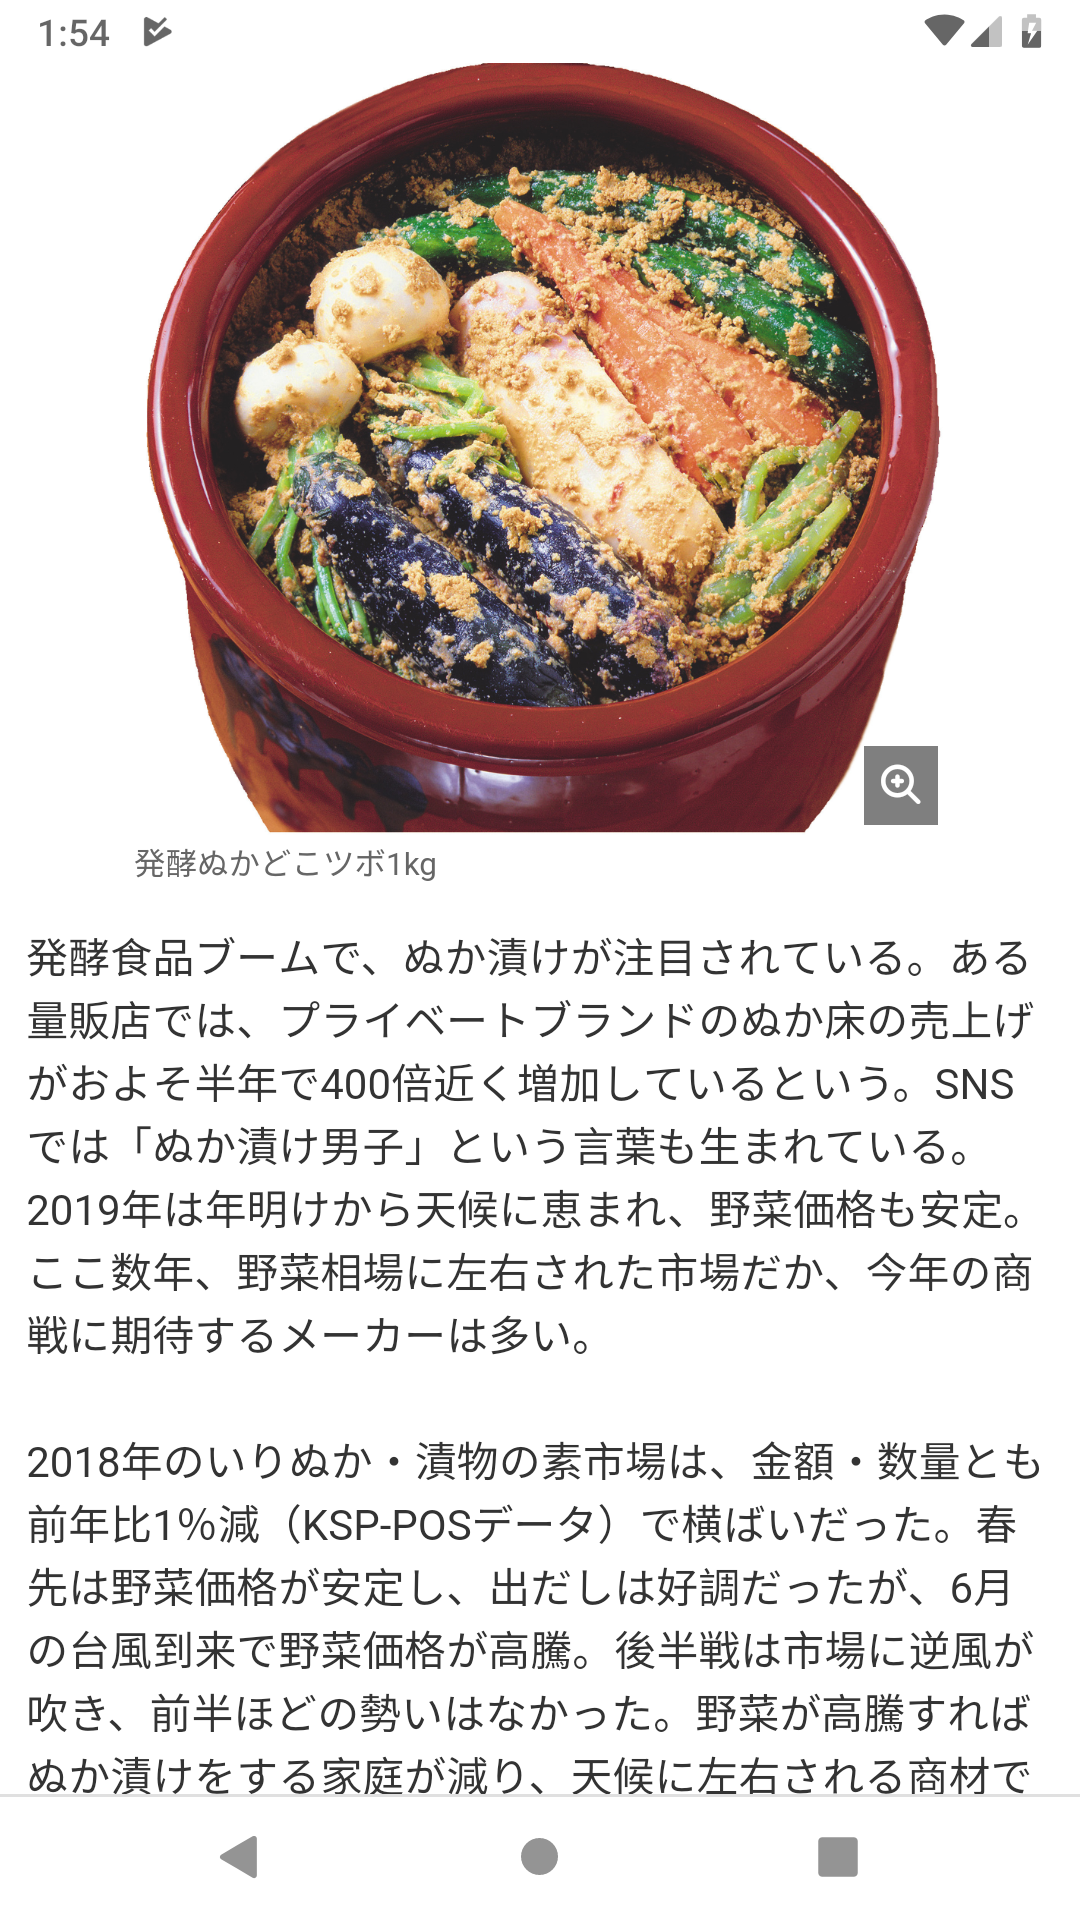 1:54
発酵ぬかどこツボ1kg
発酵食品ブームで、ぬか漬けが注目されている。ある
量販店では、プライベートブランドのぬか床の売上げ
がおよそ半年で400倍近く増加しているという。SNS
では「ぬか漬け男子」という言葉も生まれている。
2019年は年明けから天候に恵まれ、野菜価格も安定。
ここ数年、野菜相場に左右された市場だか、今年の商
戦に期待するメーカーは多い。
2018年のいりぬか・漬物の素市場は、金額・数量とも
前年比1％減（KSP-POSデータ）で横ばいだった。春
先は野菜価格が安定し、出だしは好調だったが、6月
の台風到来で野菜価格が高騰。後半戦は市場に逆風が
吹き、前半ほどの勢いはなかった。野菜が高騰すれば
ぬか漬けをする家庭が減り、天候に左右される商材で